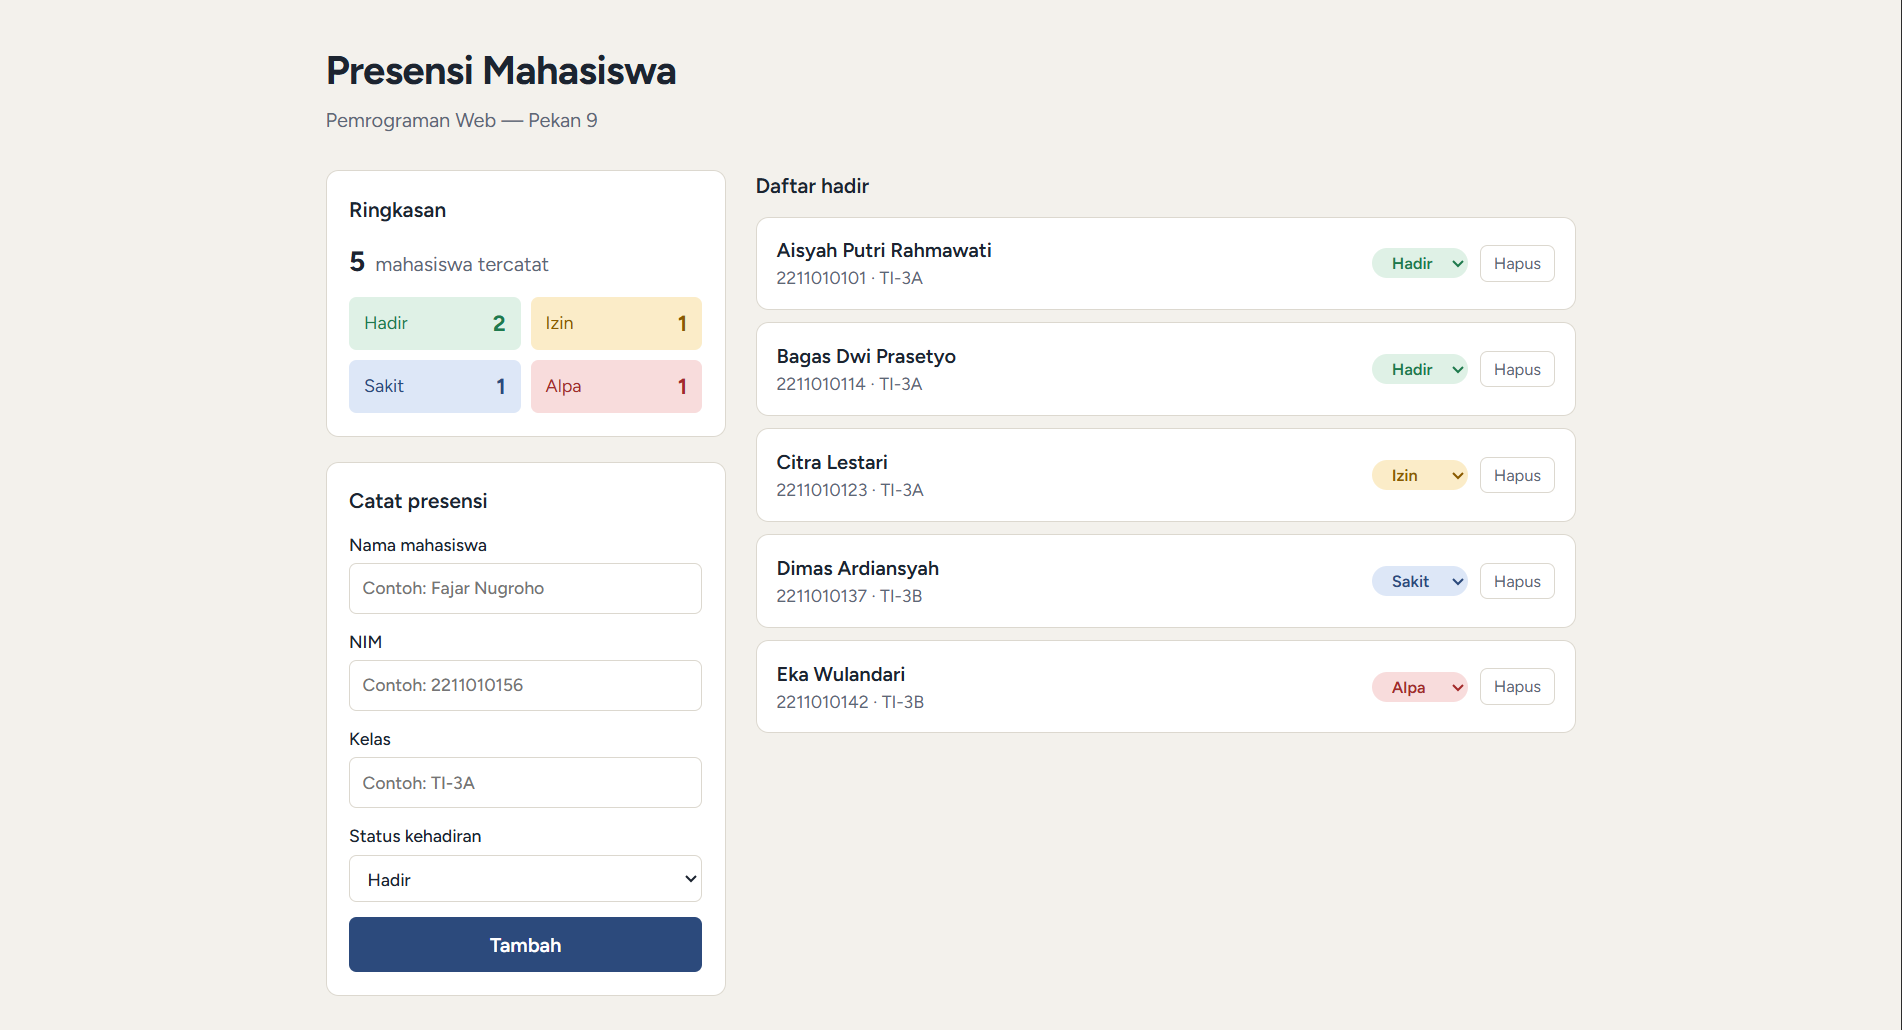 Presensi Mahasiswa
Pemrograman Web — Pekan 9
Ringkasan
5 mahasiswa tercatat
Hadir 2
Izin 1
Sakit 1
Alpa 1
Catat presensi
Nama mahasiswa
Contoh: Fajar Nugroho
NIM
Contoh: 2211010156
Kelas
Contoh: TI-3A
Status kehadiran
Hadir
Tambah
Daftar hadir
Aisyah Putri Rahmawati
2211010101 · TI-3A
Hadir
Hapus
Bagas Dwi Prasetyo
2211010114 · TI-3A
Hadir
Hapus
Citra Lestari
2211010123 · TI-3A
Izin
Hapus
Dimas Ardiansyah
2211010137 · TI-3B
Sakit
Hapus
Eka Wulandari
2211010142 · TI-3B
Alpa
Hapus